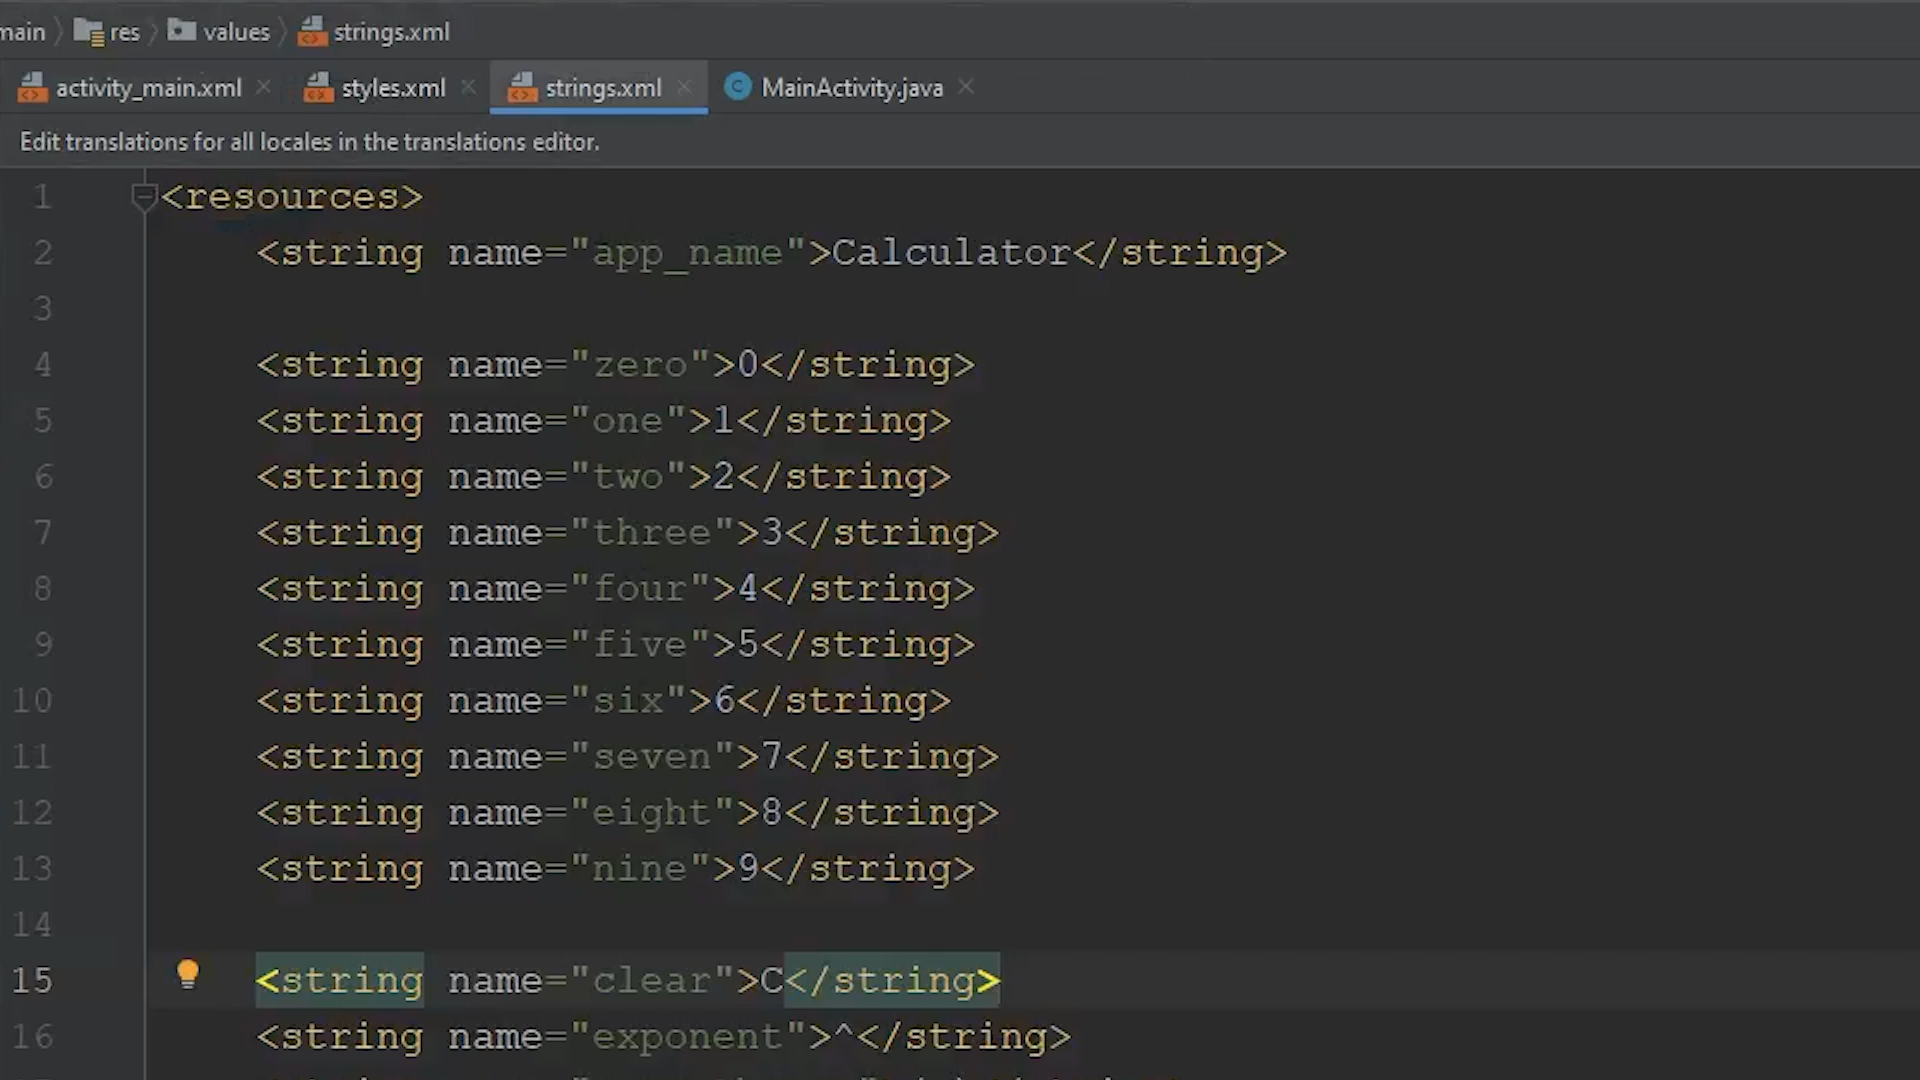 main › res › values › strings.xml
activity_main.xml × styles.xml × strings.xml × C MainActivity.java ×
Edit translations for all locales in the translations editor.
1 <resources>
2 <string name="app_name">Calculator</string>
3
4 <string name="zero">0</string>
5 <string name="one">1</string>
6 <string name="two">2</string>
7 <string name="three">3</string>
8 <string name="four">4</string>
9 <string name="five">5</string>
10 <string name="six">6</string>
11 <string name="seven">7</string>
12 <string name="eight">8</string>
13 <string name="nine">9</string>
14
15 <string name="clear">C</string>
16 <string name="exponent">^</string>